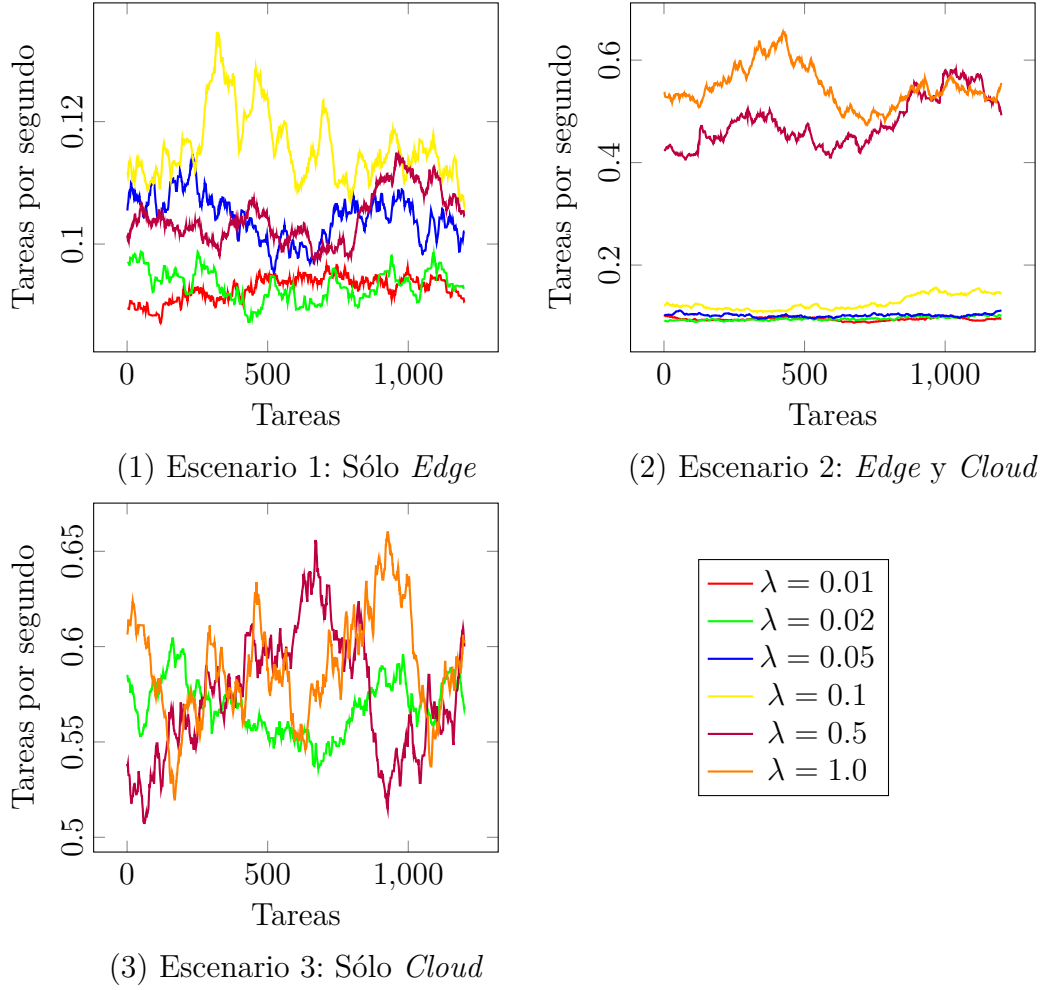 Tareas por segundo
0.12
0.1
0
500
1,000
Tareas
(1) Escenario 1: Sólo Edge
Tareas por segundo
0.6
0.4
0.2
0
500
1,000
Tareas
(2) Escenario 2: Edge y Cloud
Tareas por segundo
0.65
0.6
0.55
0.5
0
500
1,000
Tareas
(3) Escenario 3: Sólo Cloud
λ = 0.01
λ = 0.02
λ = 0.05
λ = 0.1
λ = 0.5
λ = 1.0